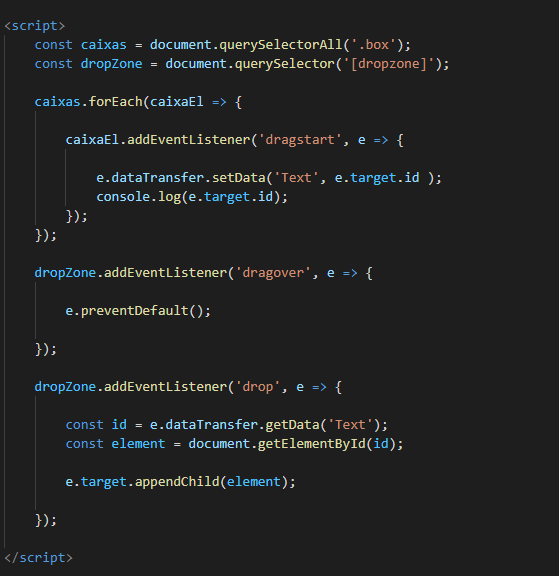 <script>
const caixas = document.querySelectorAll('.box');
const dropZone = document.querySelector('[dropzone]');
caixas.forEach(caixaEl => {
caixaEl.addEventListener('dragstart', e => {
e.dataTransfer.setData('Text', e.target.id );
console.log(e.target.id);
});
});
dropZone.addEventListener('dragover', e => {
e.preventDefault();
});
dropZone.addEventListener('drop', e => {
const id = e.dataTransfer.getData('Text');
const element = document.getElementById(id);
e.target.appendChild(element);
});
</script>